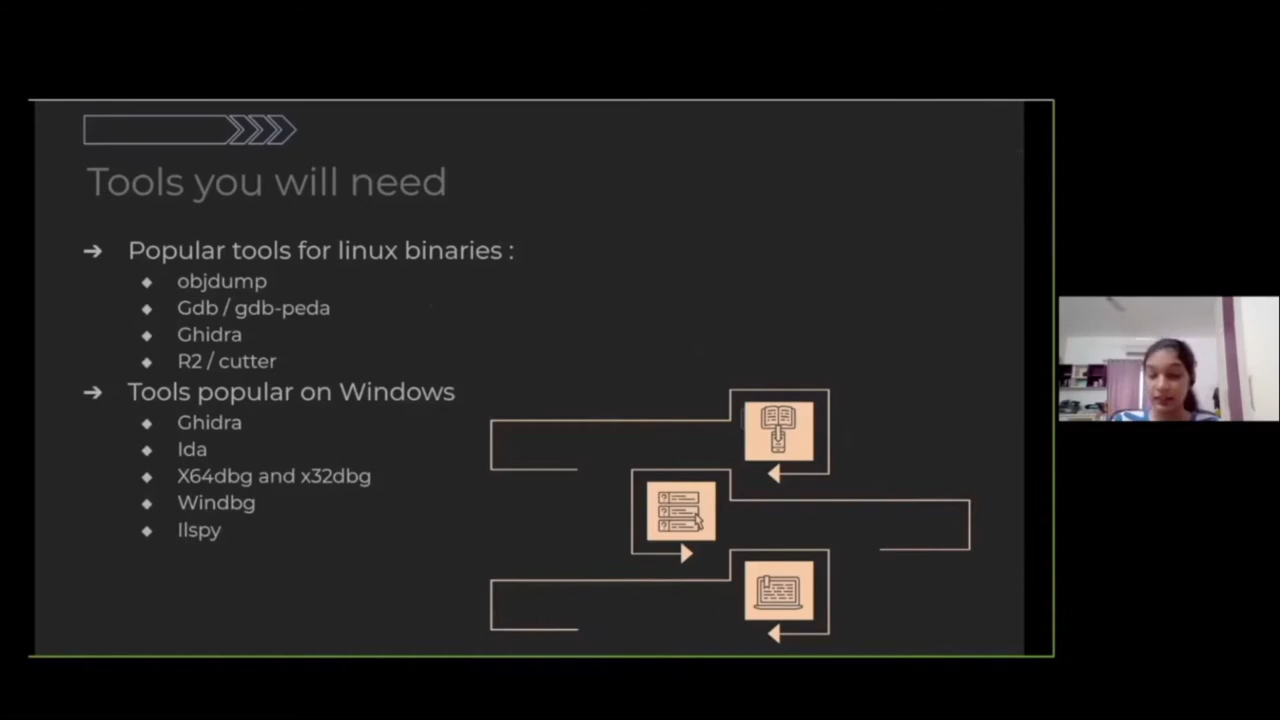 Tools you will need
Popular tools for linux binaries :
objdump
Gdb / gdb-peda
Ghidra
R2 / cutter
Tools popular on Windows
Ghidra
Ida
X64dbg and x32dbg
Windbg
Ilspy